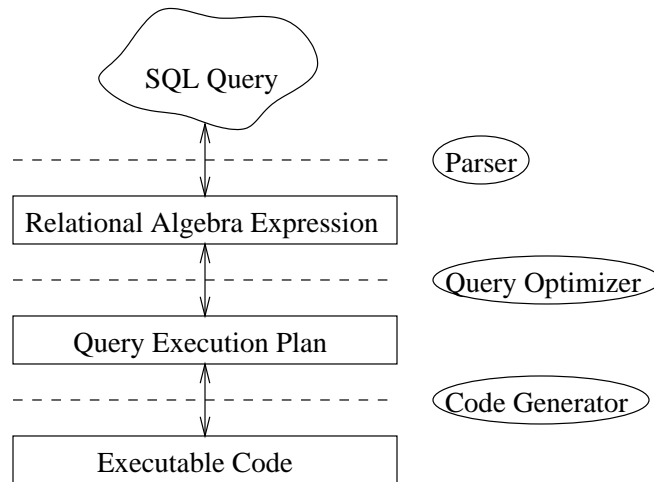 SQL Query
Parser
Relational Algebra Expression
Query Optimizer
Query Execution Plan
Code Generator
Executable Code